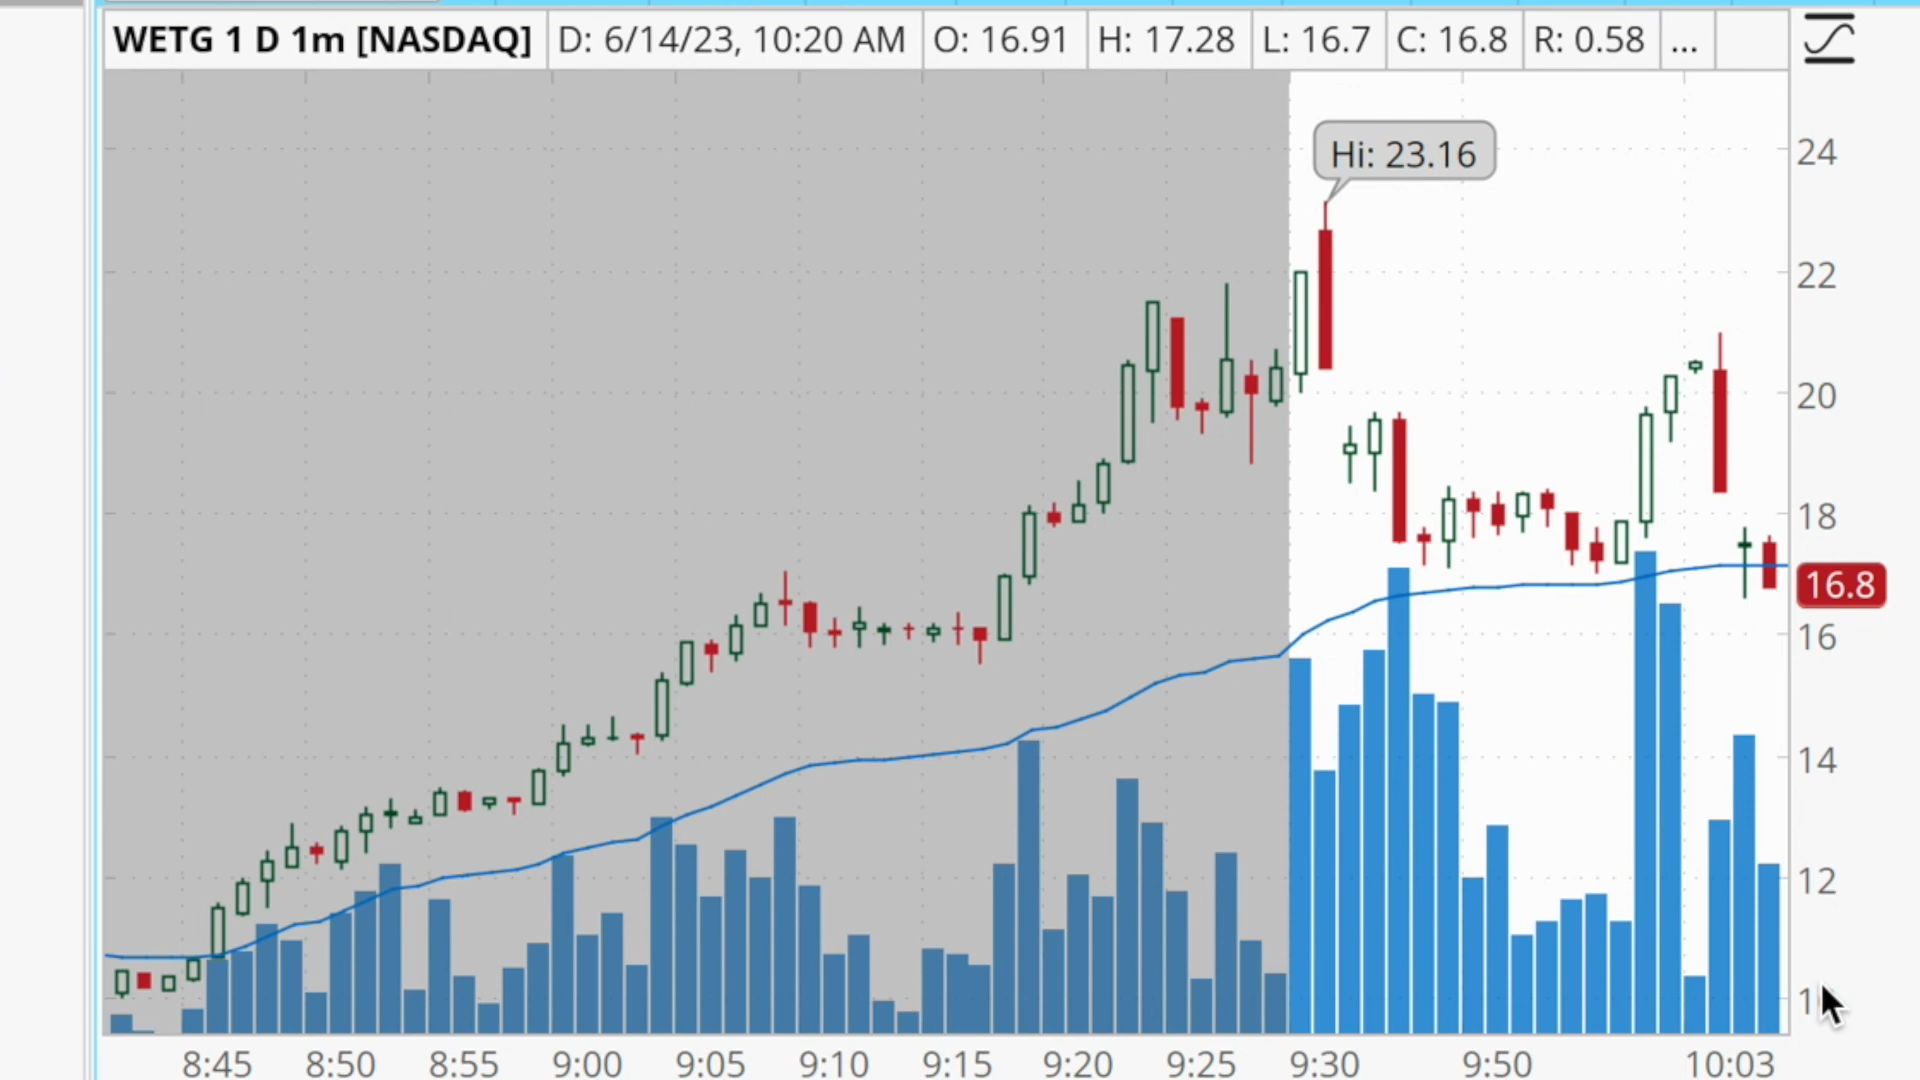 WETG 1 D 1m [NASDAQ] D: 6/14/23, 10:20 AM O: 16.91 H: 17.28 L: 16.7 C: 16.8 R: 0.58 ...
Hi: 23.16
24
22
20
18
16.8
16
14
12
8:45 8:50 8:55 9:00 9:05 9:10 9:15 9:20 9:25 9:30 9:50 10:03